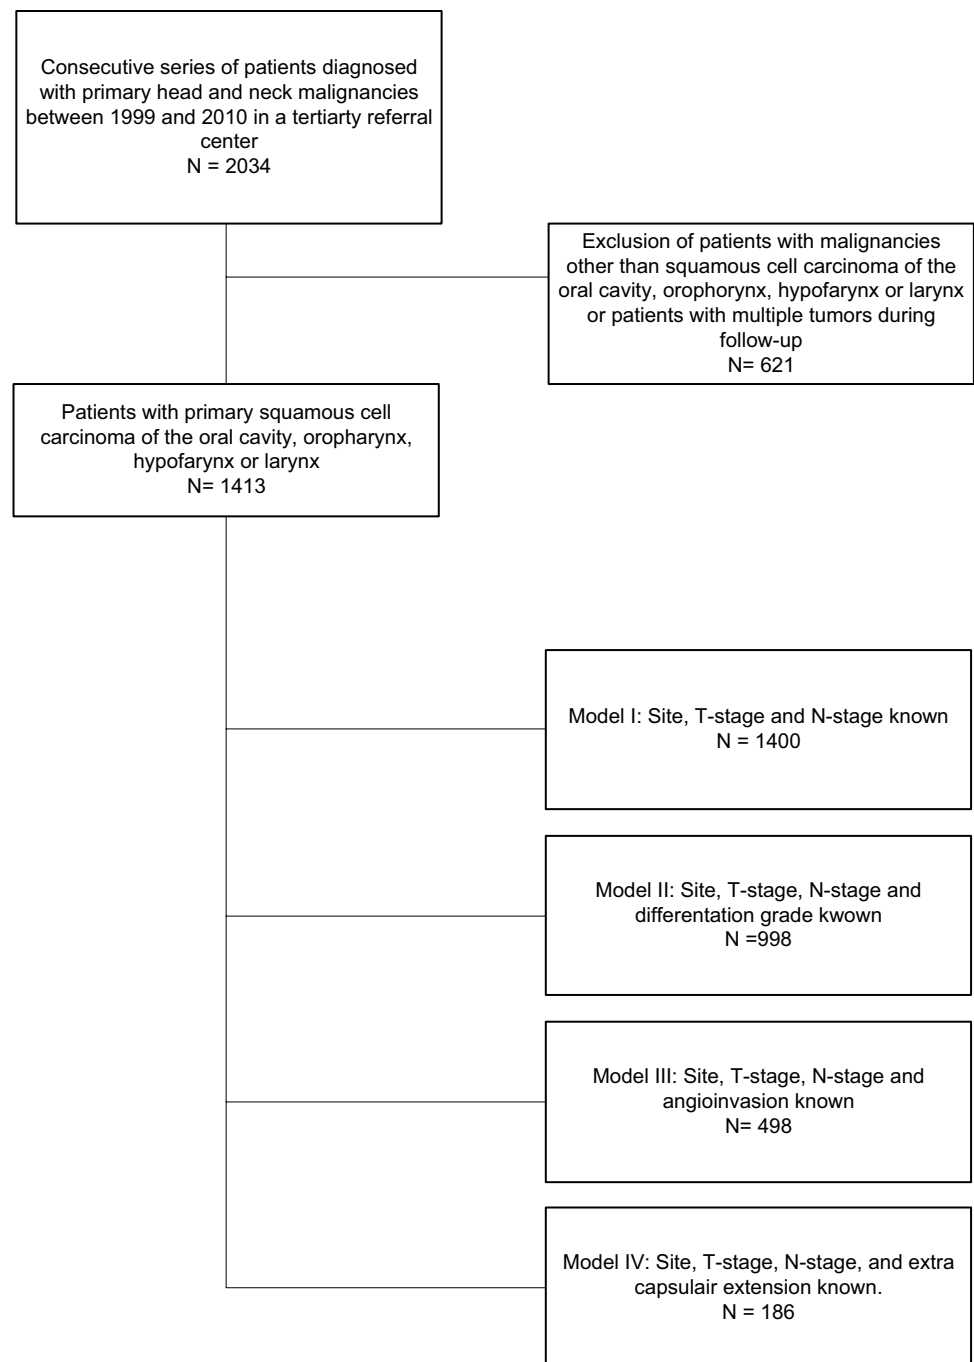 Consecutive series of patients diagnosed
with primary head and neck malignancies
between 1999 and 2010 in a tertiarty referral
center
N = 2034
Exclusion of patients with malignancies
other than squamous cell carcinoma of the
oral cavity, orophorynx, hypofarynx or larynx
or patients with multiple tumors during
follow-up
N= 621
Patients with primary squamous cell
carcinoma of the oral cavity, oropharynx,
hypofarynx or larynx
N= 1413
Model I: Site, T-stage and N-stage known
N = 1400
Model II: Site, T-stage, N-stage and
differentation grade kwown
N =998
Model III: Site, T-stage, N-stage and
angioinvasion known
N= 498
Model IV: Site, T-stage, N-stage, and extra
capsulair extension known.
N = 186